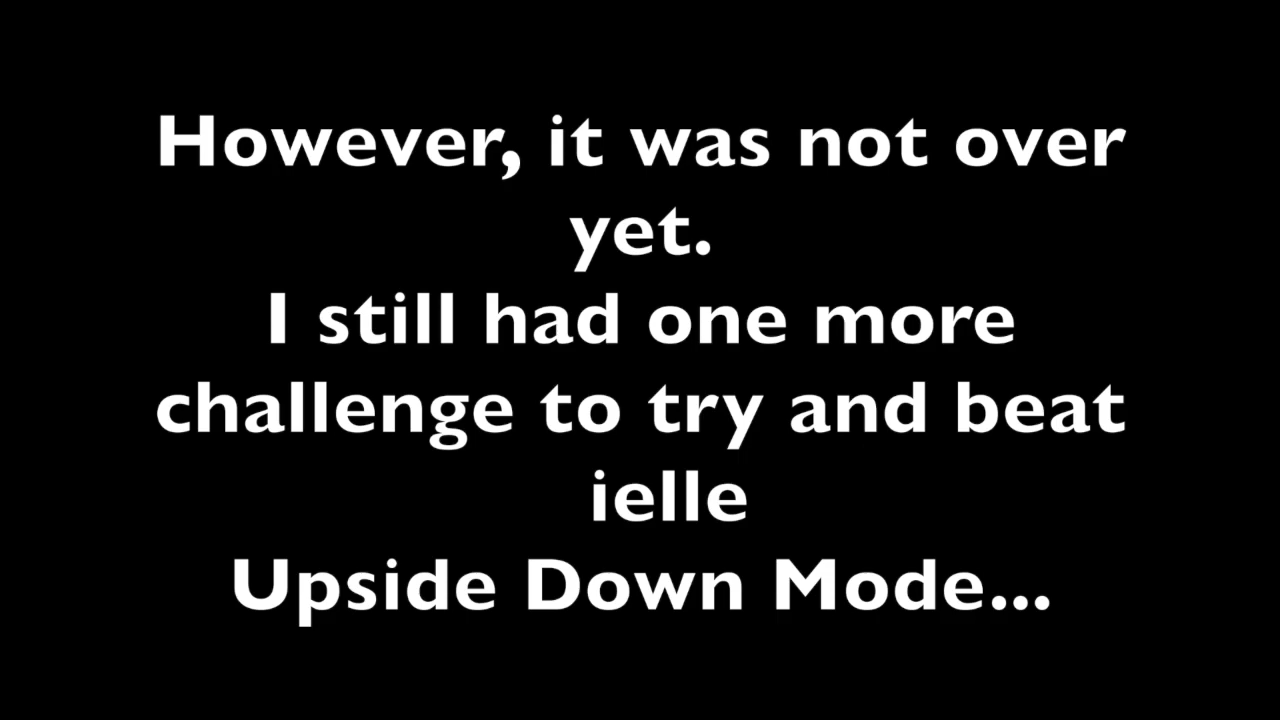 However, it was not over
yet.
I still had one more
challenge to try and beat
ielle
Upside Down Mode...